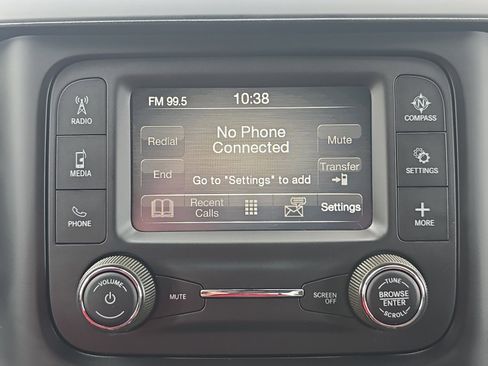 FM 99.5 10:38
RADIO
MEDIA
PHONE
Redial
End
No Phone
Connected
Mute
Transfer
Go to "Settings" to add
Recent
Calls
Settings
COMPASS
SETTINGS
MORE
VOLUME
MUTE
SCREEN
OFF
TUNE
BROWSE
ENTER
SCROLL